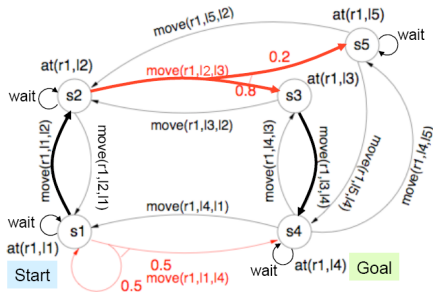 at(r1,l5)
move(r1,l5,l2)
s5
wait
0.2
at(r1,l2)
move(r1,l2,l3)
at(r1,l3)
wait
s2
0.8
s3
move(r1,l3,l2)
move(r1,l1,l2)
move(r1,l2,l1)
move(r1,l4,l3)
move(r1,l3,l4)
move(r1,l5,l4)
move(r1,l4,l5)
wait
move(r1,l4,l1)
s1
s4
at(r1,l1)
0.5
wait
at(r1,l4)
Start
0.5
move(r1,l1,l4)
Goal